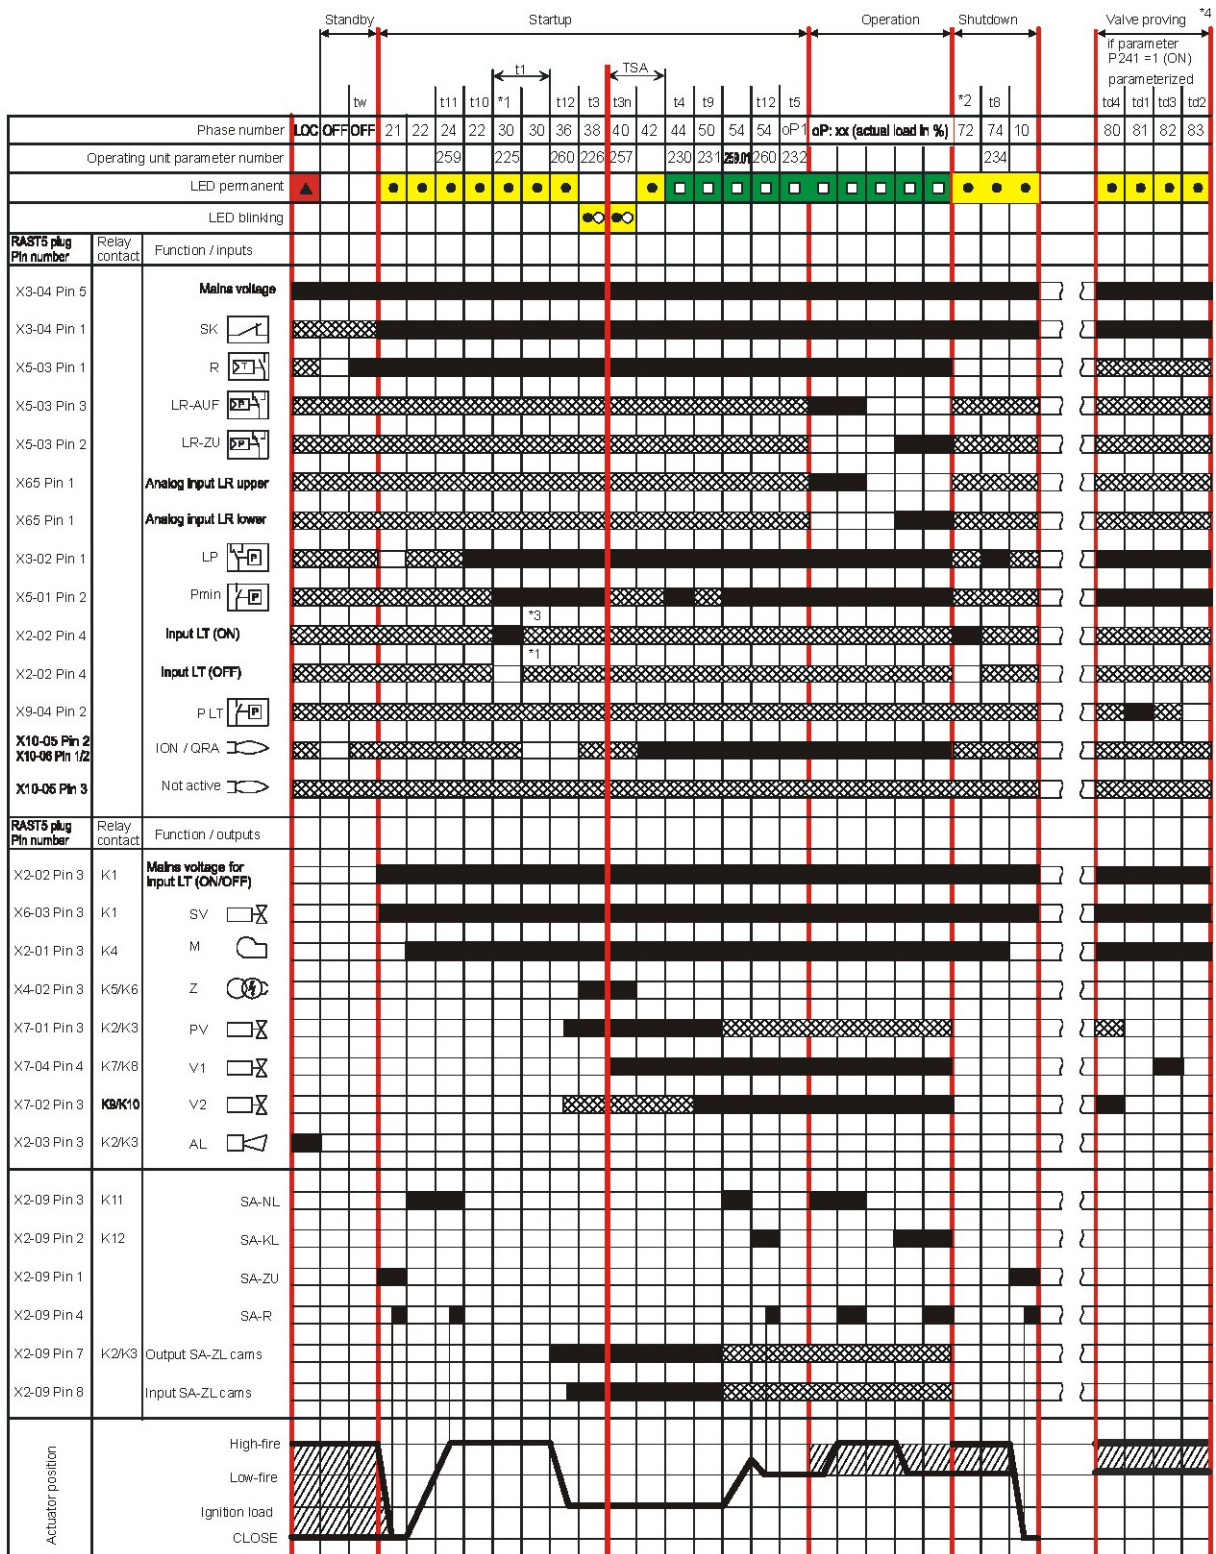 Standby Startup Operation Shutdown Valve proving *4
if parameter
P241 =1 (ON)
parameterized
t1 TSA
tw t11 t10 *1 t12 t3 t3n t4 t9 t12 t5 *2 t8 td4 td1 td3 td2
Phase number LOC OFF OFF 21 22 24 22 30 30 36 38 40 42 44 50 54 54 oP1 oP: xx (actual load in %) 72 74 10 80 81 82 83
Operating unit parameter number 259 225 260 226 257 230 231 259.01 260 232 234
LED permanent
LED blinking
RAST5 plug Pin number Relay contact Function / inputs
X3-04 Pin 5 Mains voltage
X3-04 Pin 1 SK
X5-03 Pin 1 R
X5-03 Pin 3 LR-AUF
X5-03 Pin 2 LR-ZU
X65 Pin 1 Analog input LR upper
X65 Pin 1 Analog input LR lower
X3-02 Pin 1 LP
X5-01 Pin 2 Pmin
*3
X2-02 Pin 4 Input LT (ON)
*1
X2-02 Pin 4 Input LT (OFF)
X9-04 Pin 2 P LT
X10-05 Pin 2
X10-06 Pin 1/2 ION / QRA
X10-05 Pin 3 Not active
RAST5 plug Pin number Relay contact Function / outputs
X2-02 Pin 3 K1 Mains voltage for input LT (ON/OFF)
X6-03 Pin 3 K1 SV
X2-01 Pin 3 K4 M
X4-02 Pin 3 K5/K6 Z
X7-01 Pin 3 K2/K3 PV
X7-04 Pin 4 K7/K8 V1
X7-02 Pin 3 K9/K10 V2
X2-03 Pin 3 K2/K3 AL
X2-09 Pin 3 K11 SA-NL
X2-09 Pin 2 K12 SA-KL
X2-09 Pin 1 SA-ZU
X2-09 Pin 4 SA-R
X2-09 Pin 7 K2/K3 Output SA-ZL cams
X2-09 Pin 8 Input SA-ZL cams
Actuator position
High-fire
Low-fire
Ignition load
CLOSE